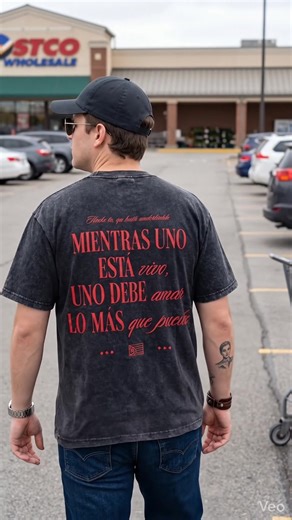 STCO
WHOLESALE
MIENTRAS UNO
ESTÁ vivo,
UNO DEBE amar
LO MÁS que pueda
Veo